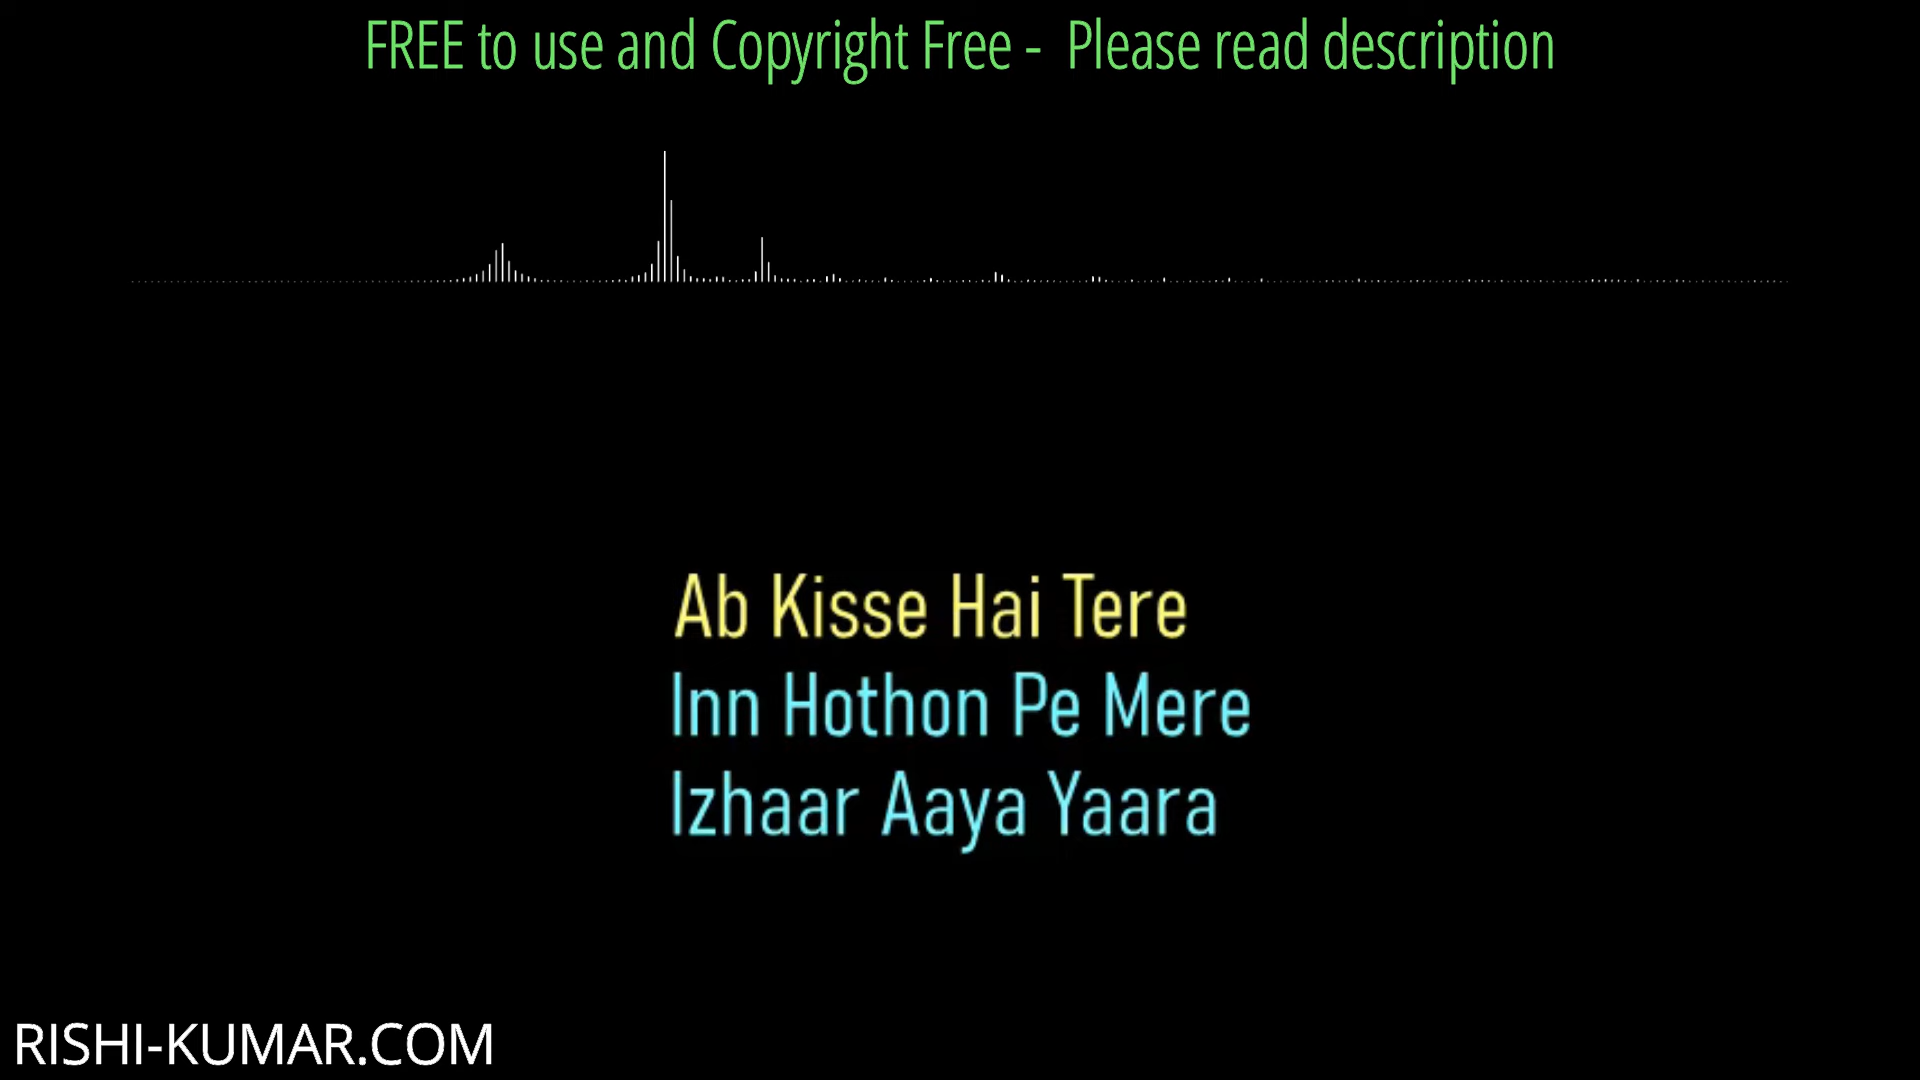 FREE to use and Copyright Free - Please read description
Ab Kisse Hai Tere
Inn Hothon Pe Mere
Izhaar Aaya Yaara
RISHI-KUMAR.COM